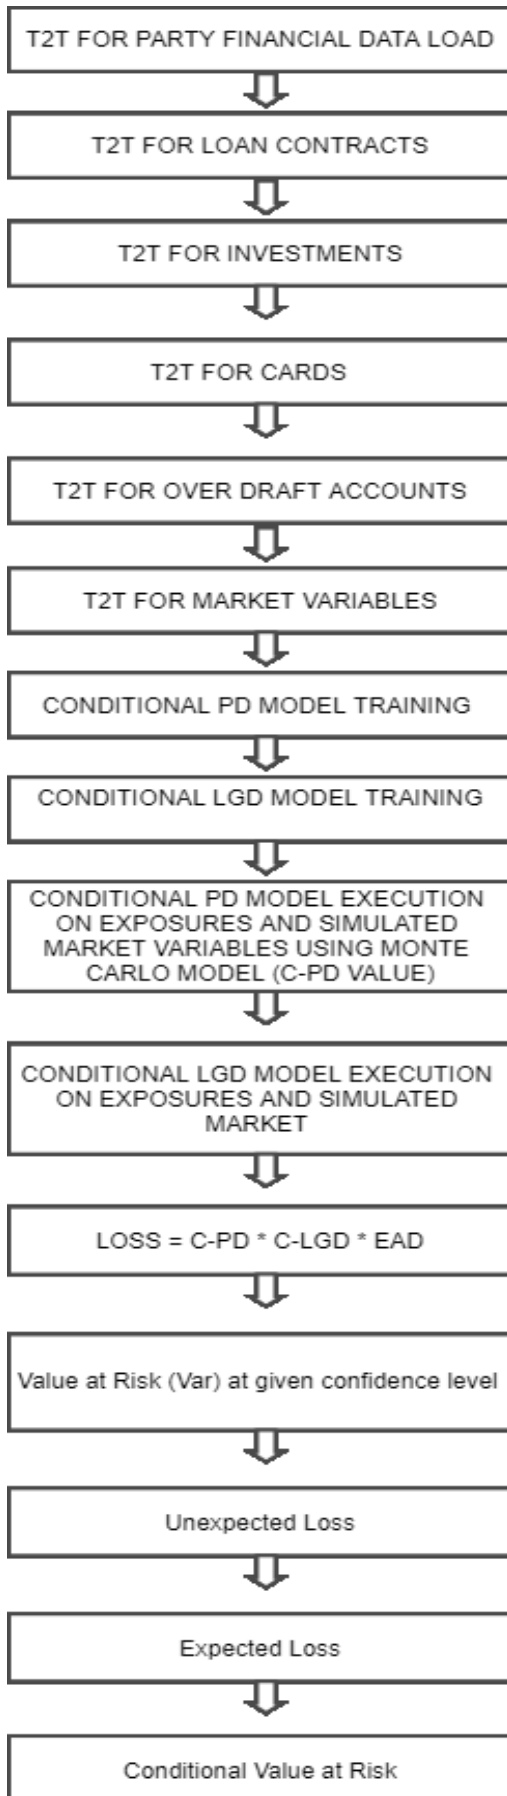 T2T FOR PARTY FINANCIAL DATA LOAD
T2T FOR LOAN CONTRACTS
T2T FOR INVESTMENTS
T2T FOR CARDS
T2T FOR OVER DRAFT ACCOUNTS
T2T FOR MARKET VARIABLES
CONDITIONAL PD MODEL TRAINING
CONDITIONAL LGD MODEL TRAINING
CONDITIONAL PD MODEL EXECUTION
ON EXPOSURES AND SIMULATED
MARKET VARIABLES USING MONTE
CARLO MODEL (C-PD VALUE)
CONDITIONAL LGD MODEL EXECUTION
ON EXPOSURES AND SIMULATED
MARKET
LOSS = C-PD * C-LGD * EAD
Value at Risk (Var) at given confidence level
Unexpected Loss
Expected Loss
Conditional Value at Risk